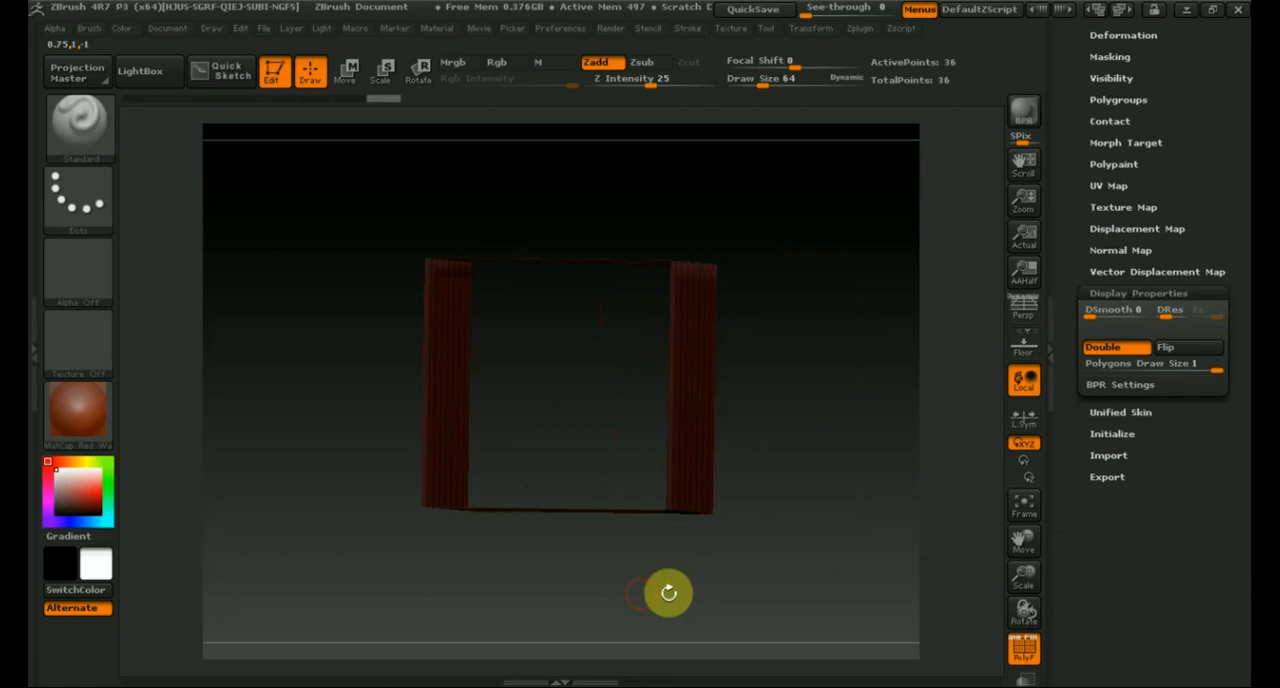 ZBrush 4R7 P3 (x64)[HJUS-SGRF-QIEJ-SUBI-NGFS] ZBrush Document • Free Mem 0.376GB • Active Mem 497 • Scratch D QuickSave See-through 0 Menus DefaultZScript
Alpha Brush Color Document Draw Edit File Layer Light Macro Marker Material Movie Picker Preferences Render Stencil Stroke Texture Tool Transform Zplugin Zscript
0.75,1,-1
Projection Master
LightBox
Quick Sketch
Edit
Draw
Move
Scale
Rotate
Mrgb Rgb M
Rgb Intensity
Zadd Zsub Zcut
Z Intensity 25
Focal Shift 0
Draw Size 64 Dynamic
ActivePoints: 36
TotalPoints: 36
Standard
Dots
Alpha Off
Texture Off
MatCap Red Wa
Gradient
SwitchColor
Alternate
BPR
SPix
Scroll
Zoom
Actual
AAHalf
Dynamic
Persp
Floor
Local
L.Sym
XYZ
Frame
Move
Scale
Rotate
PolyF
Deformation
Masking
Visibility
Polygroups
Contact
Morph Target
Polypaint
UV Map
Texture Map
Displacement Map
Normal Map
Vector Displacement Map
Display Properties
DSmooth 0 DRes Es
Double Flip
Polygons Draw Size 1
BPR Settings
Unified Skin
Initialize
Import
Export